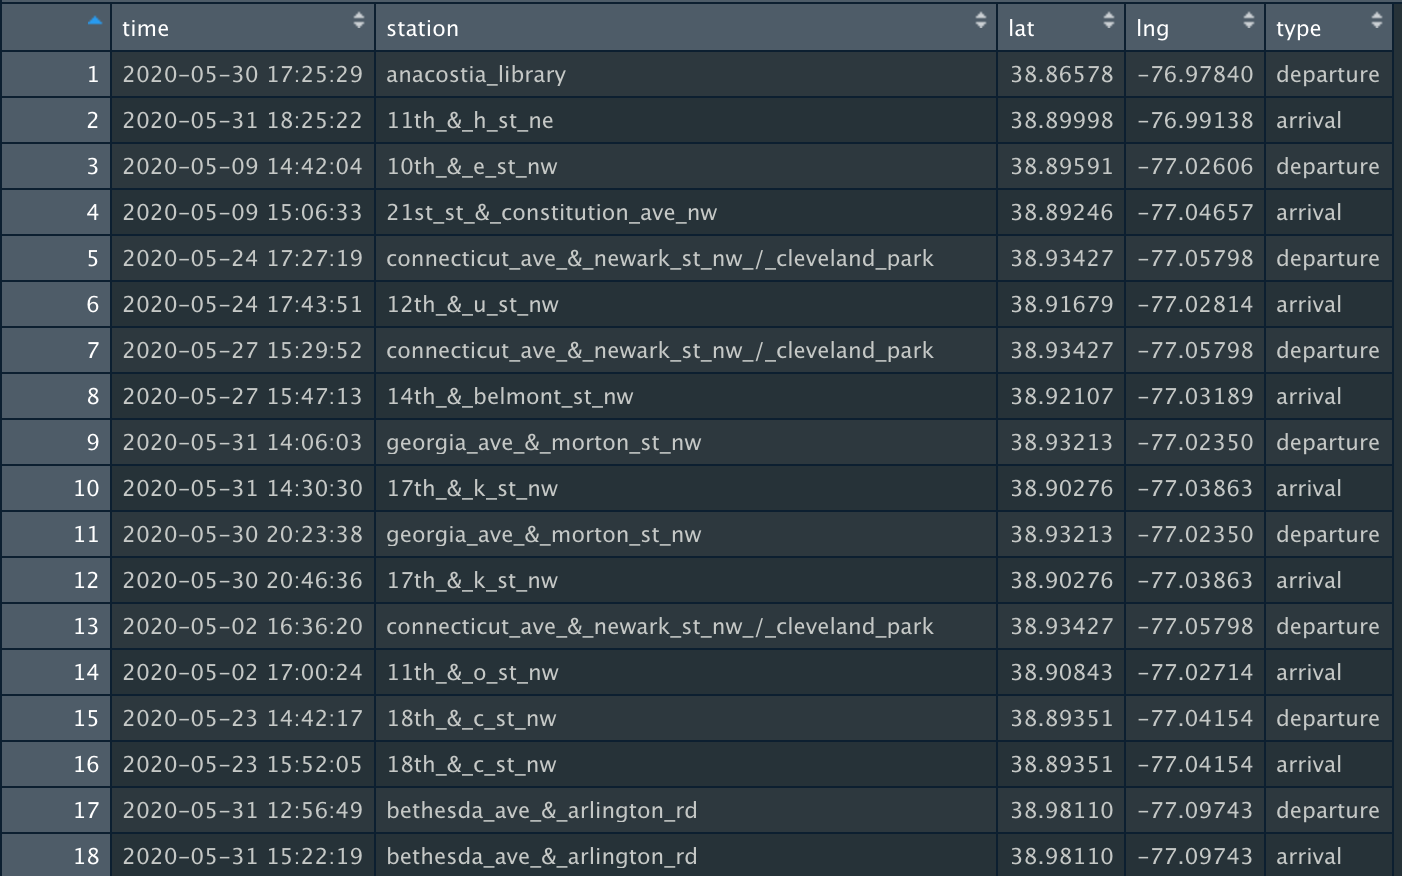 time station lat lng type
1 2020-05-30 17:25:29 anacostia_library 38.86578 -76.97840 departure
2 2020-05-31 18:25:22 11th_&_h_st_ne 38.89998 -76.99138 arrival
3 2020-05-09 14:42:04 10th_&_e_st_nw 38.89591 -77.02606 departure
4 2020-05-09 15:06:33 21st_st_&_constitution_ave_nw 38.89246 -77.04657 arrival
5 2020-05-24 17:27:19 connecticut_ave_&_newark_st_nw_/_cleveland_park 38.93427 -77.05798 departure
6 2020-05-24 17:43:51 12th_&_u_st_nw 38.91679 -77.02814 arrival
7 2020-05-27 15:29:52 connecticut_ave_&_newark_st_nw_/_cleveland_park 38.93427 -77.05798 departure
8 2020-05-27 15:47:13 14th_&_belmont_st_nw 38.92107 -77.03189 arrival
9 2020-05-31 14:06:03 georgia_ave_&_morton_st_nw 38.93213 -77.02350 departure
10 2020-05-31 14:30:30 17th_&_k_st_nw 38.90276 -77.03863 arrival
11 2020-05-30 20:23:38 georgia_ave_&_morton_st_nw 38.93213 -77.02350 departure
12 2020-05-30 20:46:36 17th_&_k_st_nw 38.90276 -77.03863 arrival
13 2020-05-02 16:36:20 connecticut_ave_&_newark_st_nw_/_cleveland_park 38.93427 -77.05798 departure
14 2020-05-02 17:00:24 11th_&_o_st_nw 38.90843 -77.02714 arrival
15 2020-05-23 14:42:17 18th_&_c_st_nw 38.89351 -77.04154 departure
16 2020-05-23 15:52:05 18th_&_c_st_nw 38.89351 -77.04154 arrival
17 2020-05-31 12:56:49 bethesda_ave_&_arlington_rd 38.98110 -77.09743 departure
18 2020-05-31 15:22:19 bethesda_ave_&_arlington_rd 38.98110 -77.09743 arrival